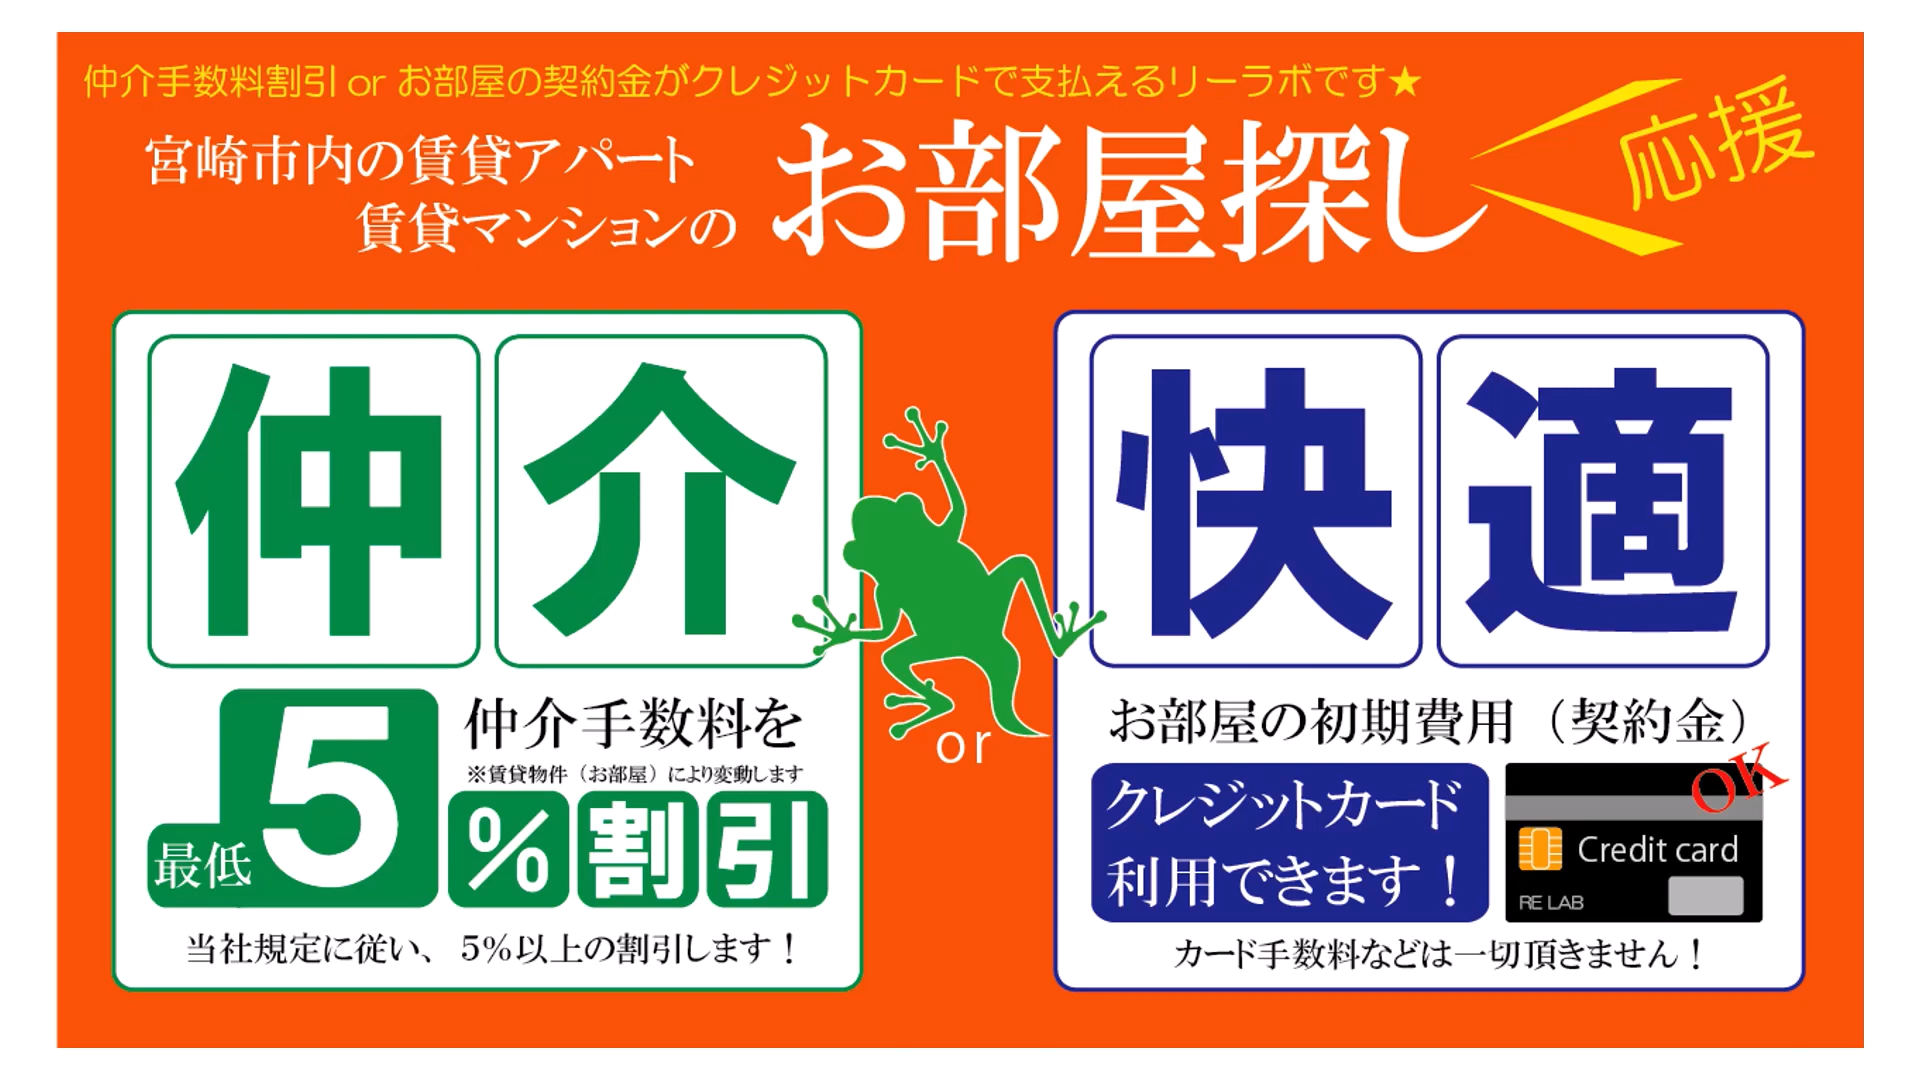 仲介手数料割引 or お部屋の契約金がクレジットカードで支払えるリーラボです★
宮崎市内の賃貸アパート
賃貸マンションの
お部屋探し
応援
仲介
仲介手数料を
※賃貸物件（お部屋）により変動します
最低5%割引
当社規定に従い、5%以上の割引します！
or
快適
お部屋の初期費用（契約金）
クレジットカード
利用できます！
OK
Credit card
RE LAB
カード手数料などは一切頂きません！